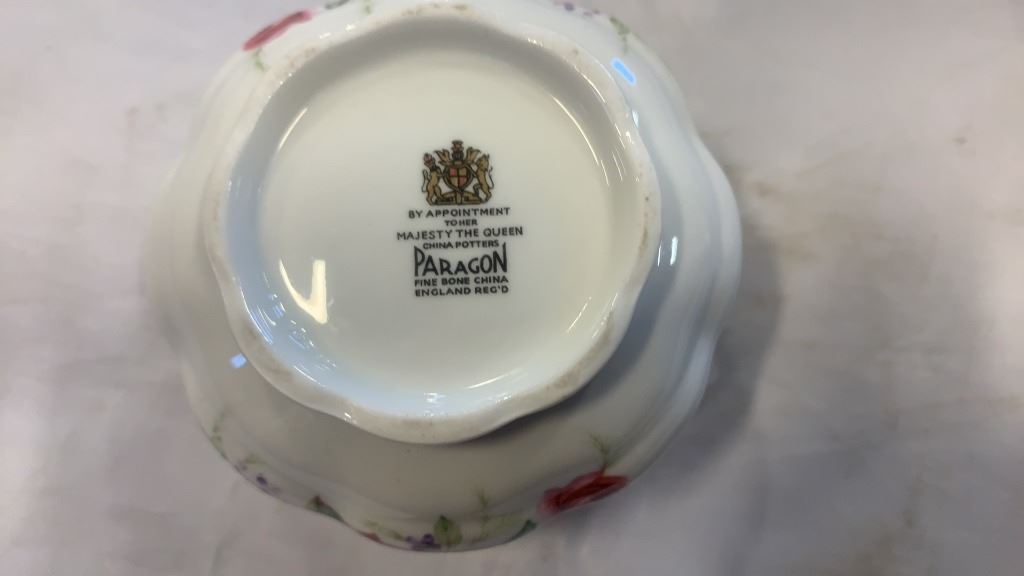 BY APPOINTMENT
TO HER
MAJESTY THE QUEEN
CHINA POTTERS
PARAGON
FINE BONE CHINA
ENGLAND REG'D